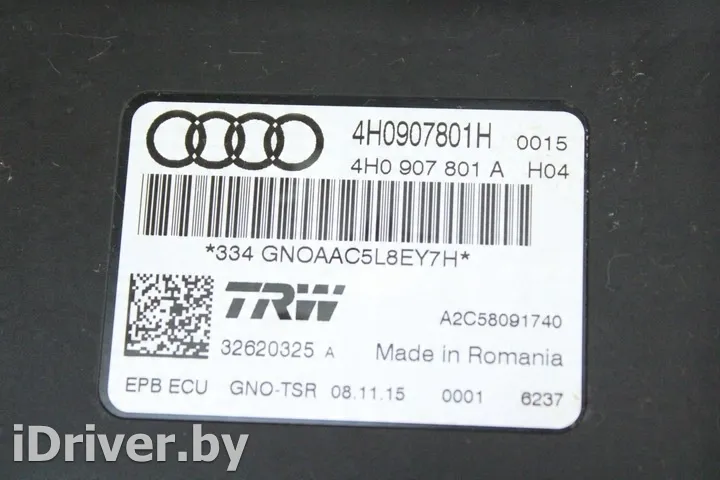 4H0907801H 0015
4H0 907 801 A H04
*334 GNOAAC5L8EY7H*
TRW A2C58091740
32620325 A Made in Romania
EPB ECU GNO-TSR 08.11.15 0001 6237
iDriver.by